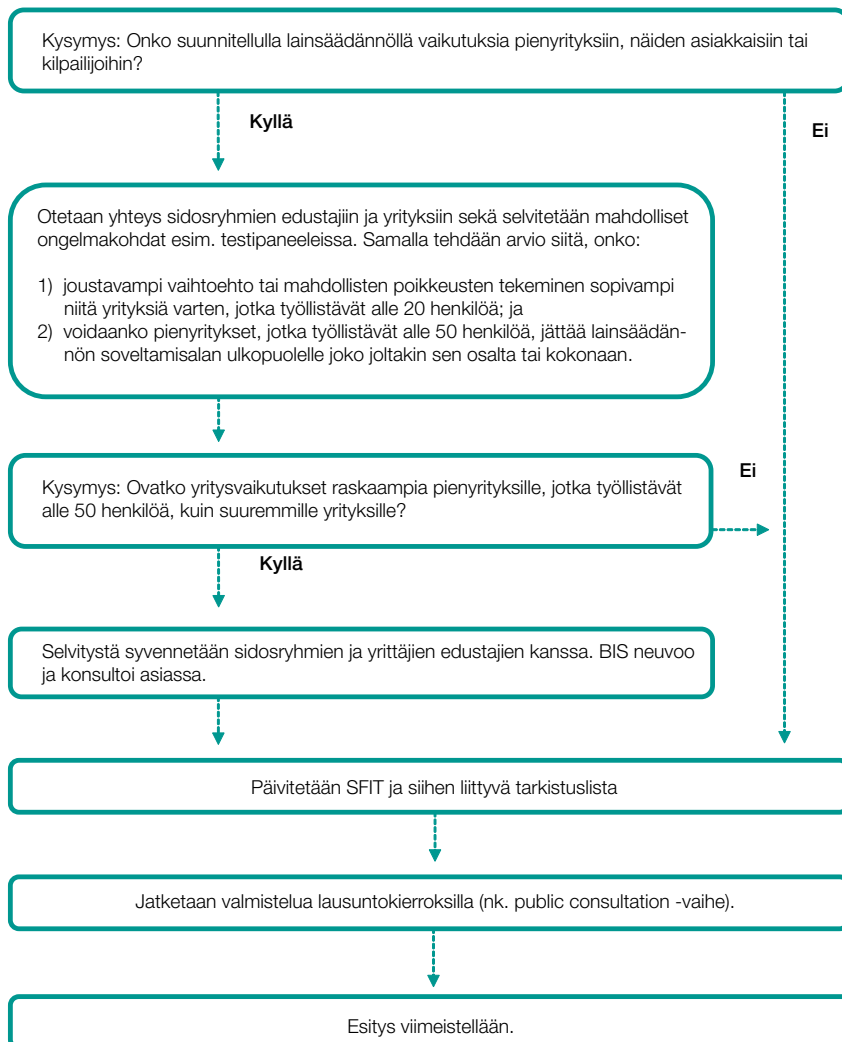 Kysymys: Onko suunnitellulla lainsäädännöllä vaikutuksia pienyrityksiin, näiden asiakkaisiin tai
kilpailijoihin?
Kyllä
Ei
Otetaan yhteys sidosryhmien edustajiin ja yrityksiin sekä selvitetään mahdolliset
ongelmakohdat esim. testipaneeleissa. Samalla tehdään arvio siitä, onko:
1) joustavampi vaihtoehto tai mahdollisten poikkeusten tekeminen sopivampi
niitä yrityksiä varten, jotka työllistävät alle 20 henkilöä; ja
2) voidaanko pienyritykset, jotka työllistävät alle 50 henkilöä, jättää lainsäädän-
nön soveltamisalan ulkopuolelle joko joltakin sen osalta tai kokonaan.
Kysymys: Ovatko yritysvaikutukset raskaampia pienyrityksille, jotka työllistävät
alle 50 henkilöä, kuin suuremmille yrityksille?
Ei
Kyllä
Selvitystä syvennetään sidosryhmien ja yrittäjien edustajien kanssa. BIS neuvoo
ja konsultoi asiassa.
Päivitetään SFIT ja siihen liittyvä tarkistuslista
Jatketaan valmistelua lausuntokierroksilla (nk. public consultation -vaihe).
Esitys viimeistellään.